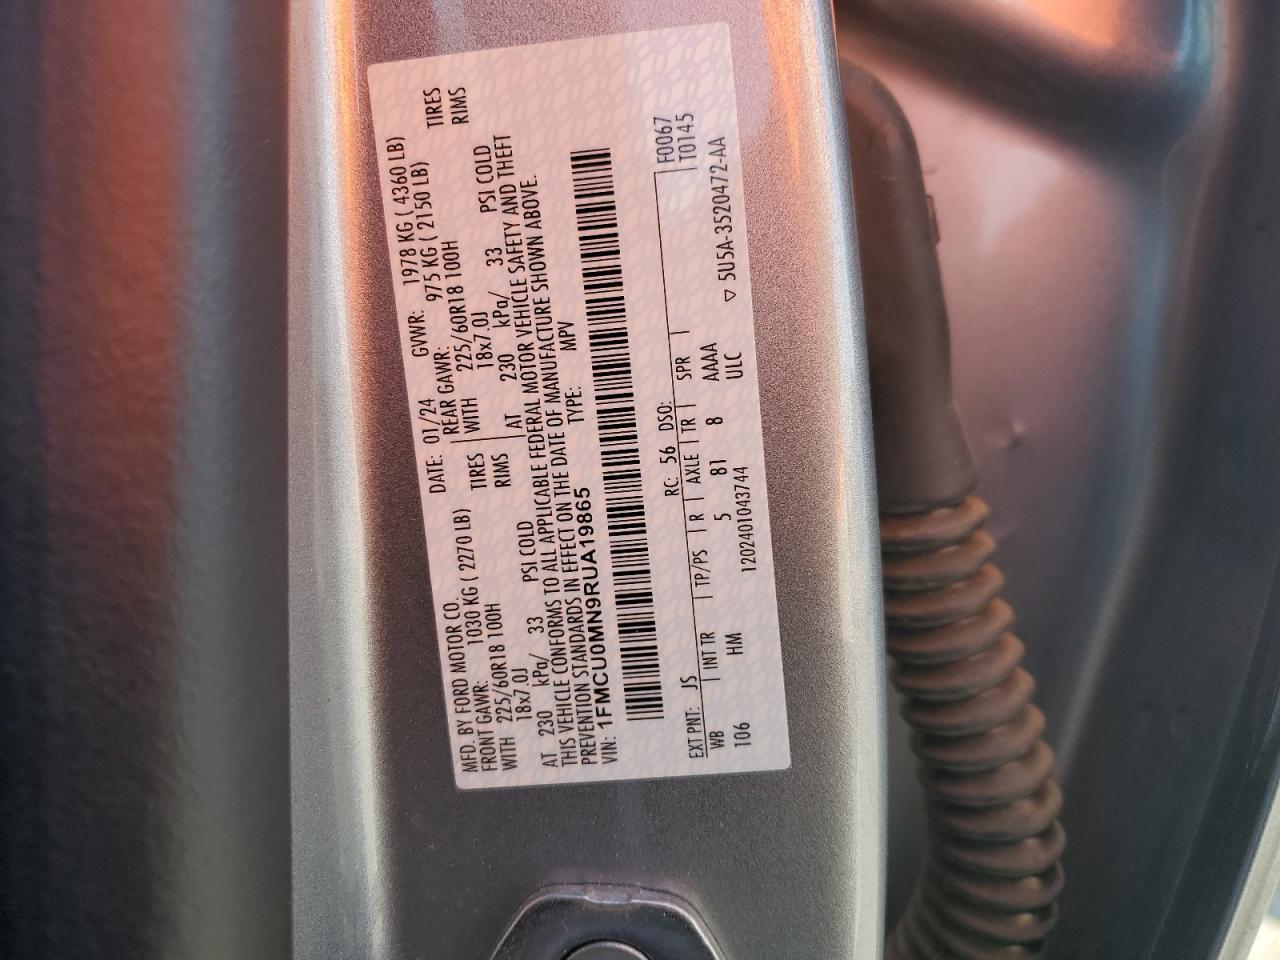 MFD. BY FORD MOTOR CO. DATE: 01/24 GVWR: 1978 KG ( 4360 LB)
FRONT GAWR: 1030 KG ( 2270 LB) REAR GAWR: 975 KG ( 2150 LB)
WITH 225/60R18 100H TIRES WITH 225/60R18 100H TIRES
18x7.0J RIMS 18x7.0J RIMS
AT 230 kPa/ 33 PSI COLD AT 230 kPa/ 33 PSI COLD
THIS VEHICLE CONFORMS TO ALL APPLICABLE FEDERAL MOTOR VEHICLE SAFETY AND THEFT
PREVENTION STANDARDS IN EFFECT ON THE DATE OF MANUFACTURE SHOWN ABOVE.
VIN: 1FMCU0MN9RUA19865 TYPE: MPV
EXT PNT: JS RC: 56 DSO: F0067
WB INT TR TP/PS R AXLE TR SPR T0145
106 HM 5 81 8 AAAA
1202401043744 ULC ▽ 5U5A-3520472-AA